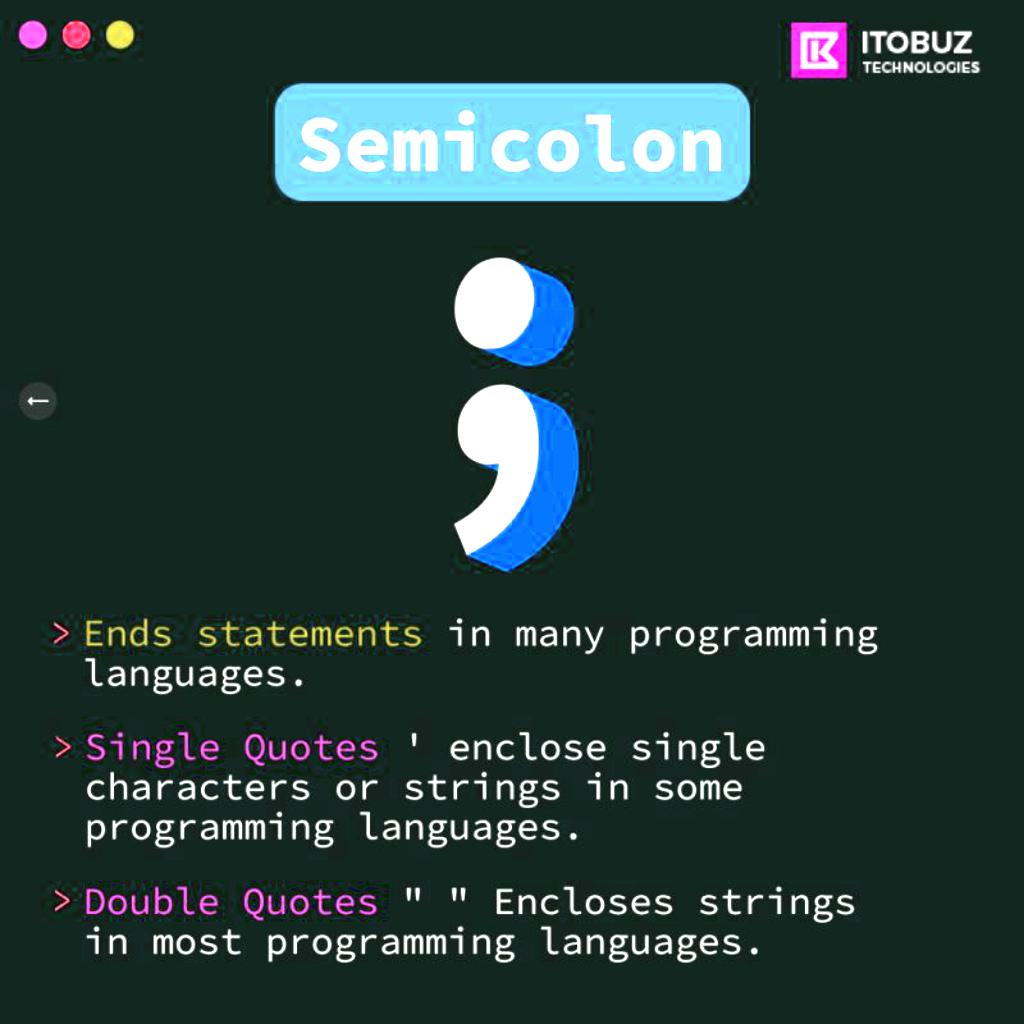 ITOBUZ
TECHNOLOGIES
Semicolon
;
> Ends statements in many programming
languages.
> Single Quotes ' enclose single
characters or strings in some
programming languages.
> Double Quotes " " Encloses strings
in most programming languages.